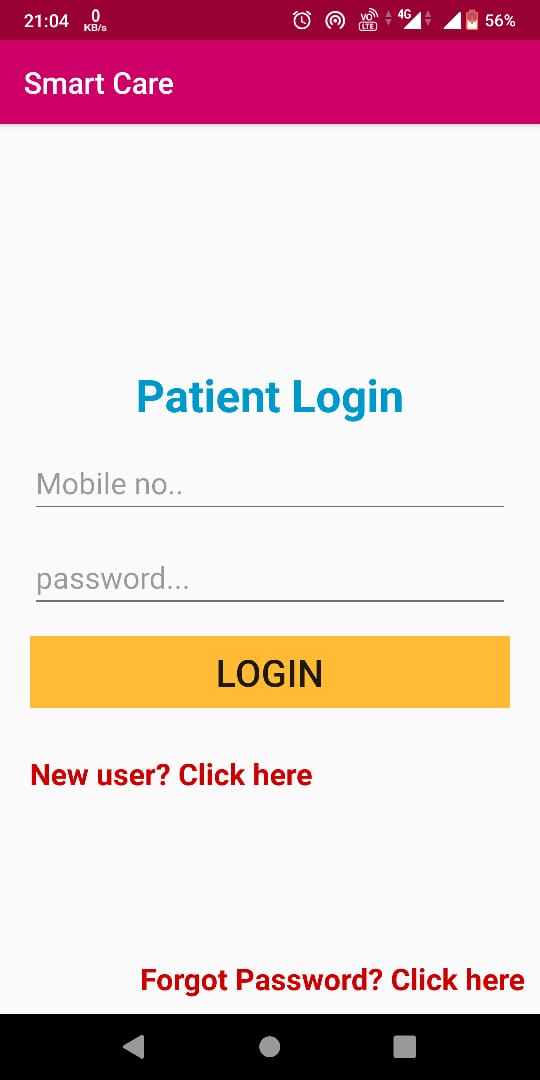 21:04 0 KB/s VO LTE 4G 56%
Smart Care
Patient Login
Mobile no..
password...
LOGIN
New user? Click here
Forgot Password? Click here